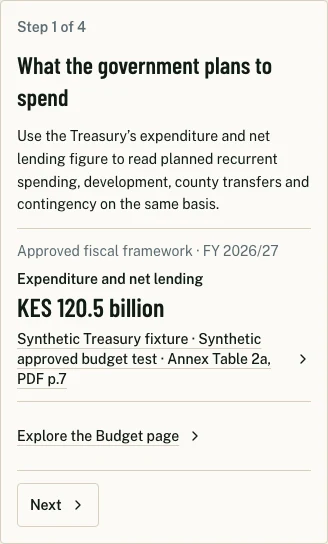 Step 1 of 4
What the government plans to
spend
Use the Treasury’s expenditure and net
lending figure to read planned recurrent
spending, development, county transfers and
contingency on the same basis.
Approved fiscal framework · FY 2026/27
Expenditure and net lending
KES 120.5 billion
Synthetic Treasury fixture · Synthetic
approved budget test · Annex Table 2a,
PDF p.7
Explore the Budget page
Next